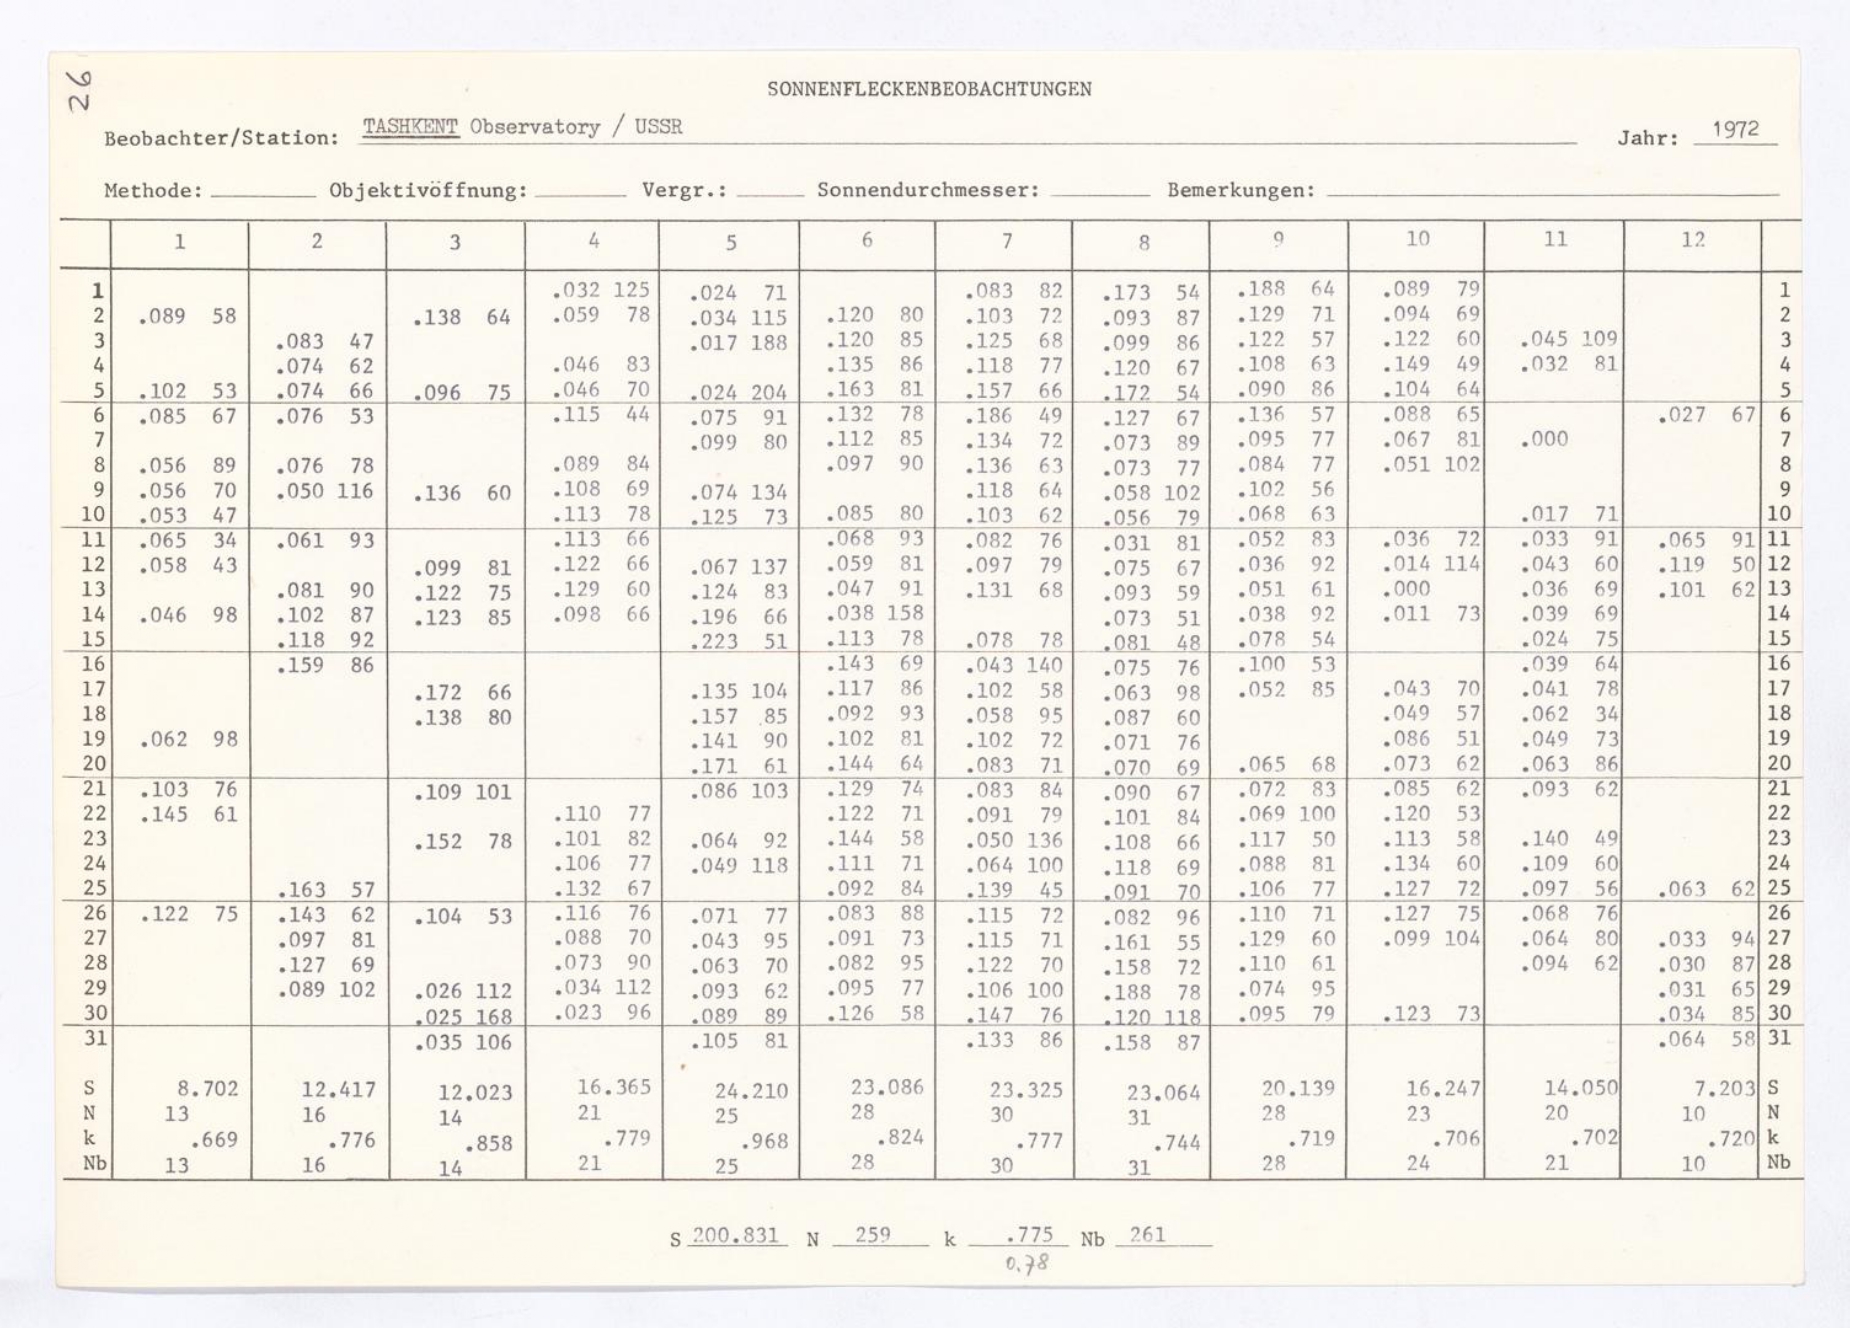 26
SONNENFLECKENBEOBACHTUNGEN
Beobachter/Station: TASHKENT Observatory / USSR Jahr: 1972
Methode: Objektivöffnung: Vergr.: Sonnendurchmesser: Bemerkungen:
1 2 3 4 5 6 7 8 9 10 11 12
1 .032 125 .024 71 .083 82 .173 54 .188 64 .089 79 1
2 .089 58 .138 64 .059 78 .034 115 .120 80 .103 72 .093 87 .129 71 .094 69 2
3 .083 47 .017 188 .120 85 .125 68 .099 86 .122 57 .122 60 .045 109 3
4 .074 62 .046 83 .135 86 .118 77 .120 67 .108 63 .149 49 .032 81 4
5 .102 53 .074 66 .096 75 .046 70 .024 204 .163 81 .157 66 .172 54 .090 86 .104 64 5
6 .085 67 .076 53 .115 44 .075 91 .132 78 .186 49 .127 67 .136 57 .088 65 .027 67 6
7 .099 80 .112 85 .134 72 .073 89 .095 77 .067 81 .000 7
8 .056 89 .076 78 .089 84 .097 90 .136 63 .073 77 .084 77 .051 102 8
9 .056 70 .050 116 .136 60 .108 69 .074 134 .118 64 .058 102 .102 56 9
10 .053 47 .113 78 .125 73 .085 80 .103 62 .056 79 .068 63 .017 71 10
11 .065 34 .061 93 .113 66 .068 93 .082 76 .031 81 .052 83 .036 72 .033 91 .065 91 11
12 .058 43 .099 81 .122 66 .067 137 .059 81 .097 79 .075 67 .036 92 .014 114 .043 60 .119 50 12
13 .081 90 .122 75 .129 60 .124 83 .047 91 .131 68 .093 59 .051 61 .000 .036 69 .101 62 13
14 .046 98 .102 87 .123 85 .098 66 .196 66 .038 158 .073 51 .038 92 .011 73 .039 69 14
15 .118 92 .223 51 .113 78 .078 78 .081 48 .078 54 .024 75 15
16 .159 86 .143 69 .043 140 .075 76 .100 53 .039 64 16
17 .172 66 .135 104 .117 86 .102 58 .063 98 .052 85 .043 70 .041 78 17
18 .138 80 .157 85 .092 93 .058 95 .087 60 .049 57 .062 34 18
19 .062 98 .141 90 .102 81 .102 72 .071 76 .086 51 .049 73 19
20 .171 61 .144 64 .083 71 .070 69 .065 68 .073 62 .063 86 20
21 .103 76 .109 101 .086 103 .129 74 .083 84 .090 67 .072 83 .085 62 .093 62 21
22 .145 61 .110 77 .122 71 .091 79 .101 84 .069 100 .120 53 22
23 .152 78 .101 82 .064 92 .144 58 .050 136 .108 66 .117 50 .113 58 .140 49 23
24 .106 77 .049 118 .111 71 .064 100 .118 69 .088 81 .134 60 .109 60 24
25 .163 57 .132 67 .092 84 .139 45 .091 70 .106 77 .127 72 .097 56 .063 62 25
26 .122 75 .143 62 .104 53 .116 76 .071 77 .083 88 .115 72 .082 96 .110 71 .127 75 .068 76 26
27 .097 81 .088 70 .043 95 .091 73 .115 71 .161 55 .129 60 .099 104 .064 80 .033 94 27
28 .127 69 .073 90 .063 70 .082 95 .122 70 .158 72 .110 61 .094 62 .030 87 28
29 .089 102 .026 112 .034 112 .093 62 .095 77 .106 100 .188 78 .074 95 .031 65 29
30 .025 168 .023 96 .089 89 .126 58 .147 76 .120 118 .095 79 .123 73 .034 85 30
31 .035 106 .105 81 .133 86 .158 87 .064 58 31
S 8.702 12.417 12.023 16.365 24.210 23.086 23.325 23.064 20.139 16.247 14.050 7.203 S
N 13 16 14 21 25 28 30 31 28 23 20 10 N
k .669 .776 .858 .779 .968 .824 .777 .744 .719 .706 .702 .720 k
Nb 13 16 14 21 25 28 30 31 28 24 21 10 Nb
S 200.831 N 259 k .775 Nb 261
0.78